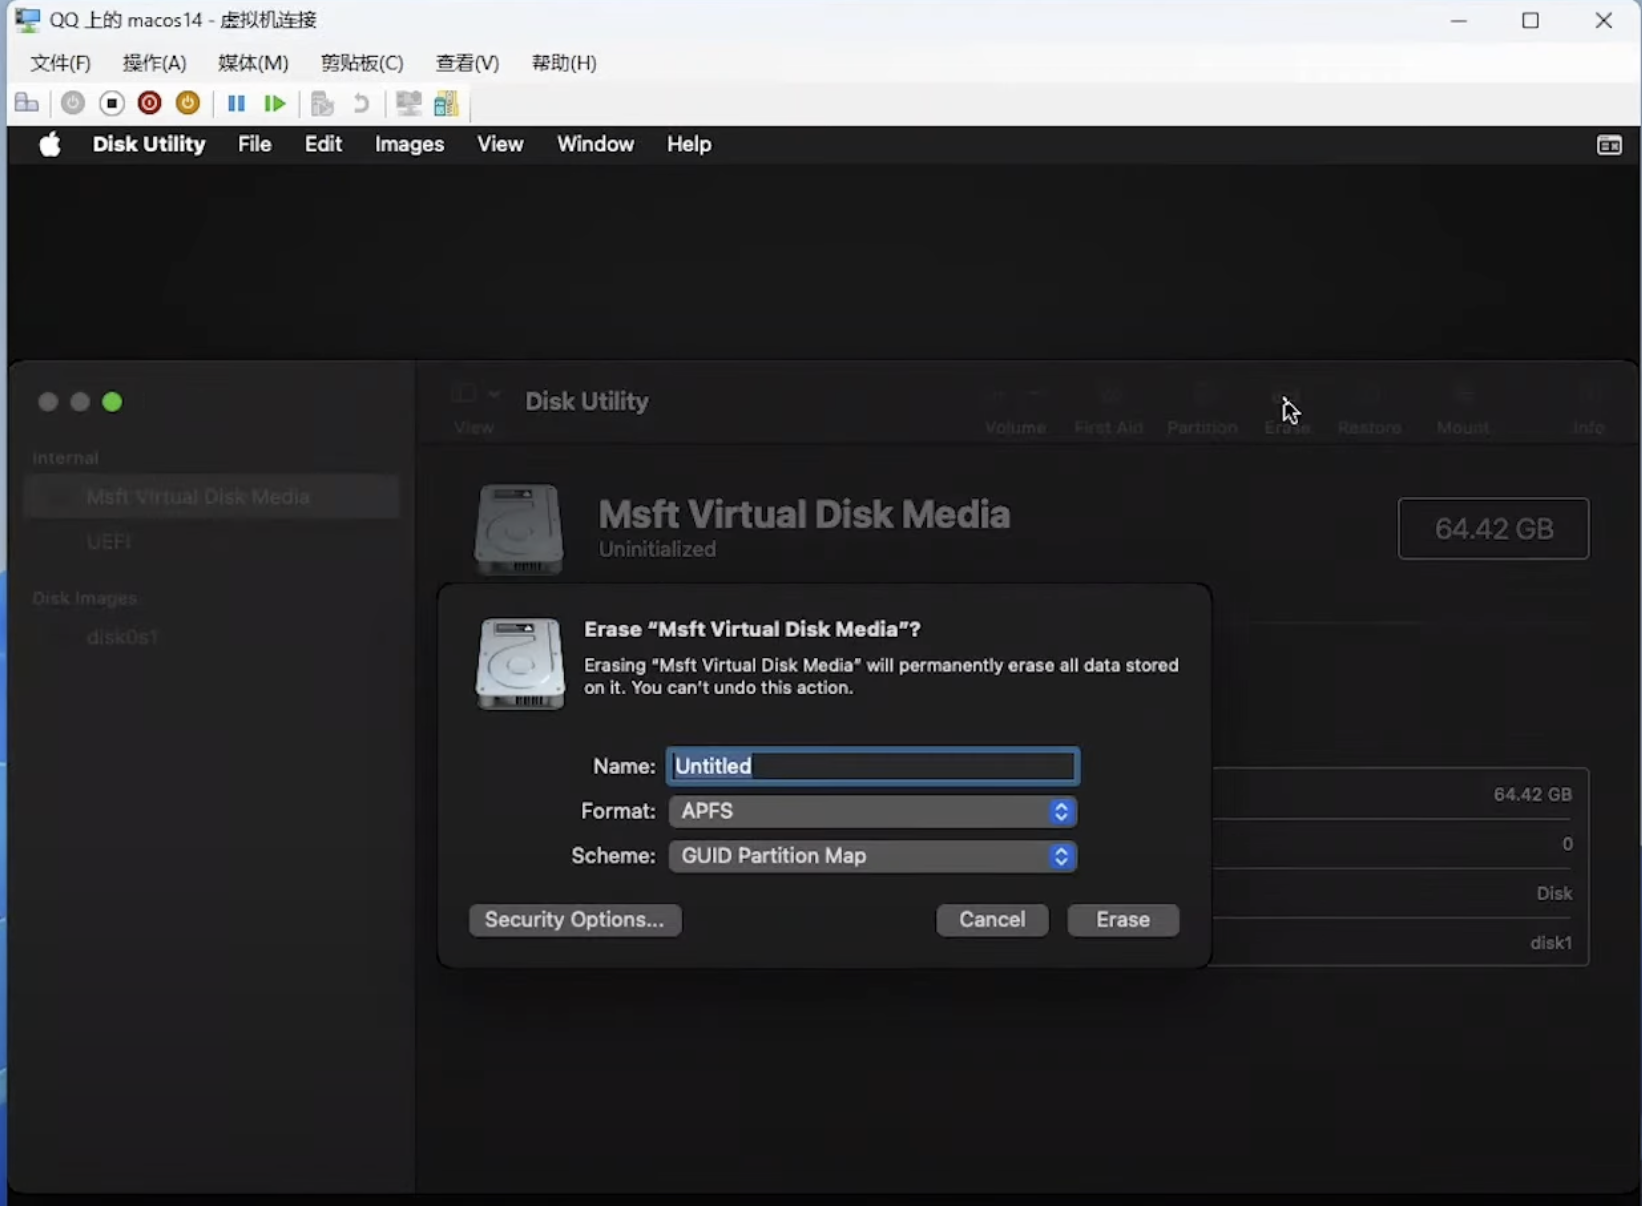 QQ 上的 macos14 - 虚拟机连接
文件(F) 操作(A) 媒体(M) 剪贴板(C) 查看(V) 帮助(H)
Disk Utility File Edit Images View Window Help
Disk Utility
View
Volume First Aid Partition Erase Restore Mount Info
Internal
Msft Virtual Disk Media
UEFI
Disk Images
disk0s1
Msft Virtual Disk Media
Uninitialized
64.42 GB
Erase “Msft Virtual Disk Media”?
Erasing “Msft Virtual Disk Media” will permanently erase all data stored
on it. You can’t undo this action.
Name: Untitled
Format: APFS
Scheme: GUID Partition Map
Security Options... Cancel Erase
64.42 GB
0
Disk
disk1